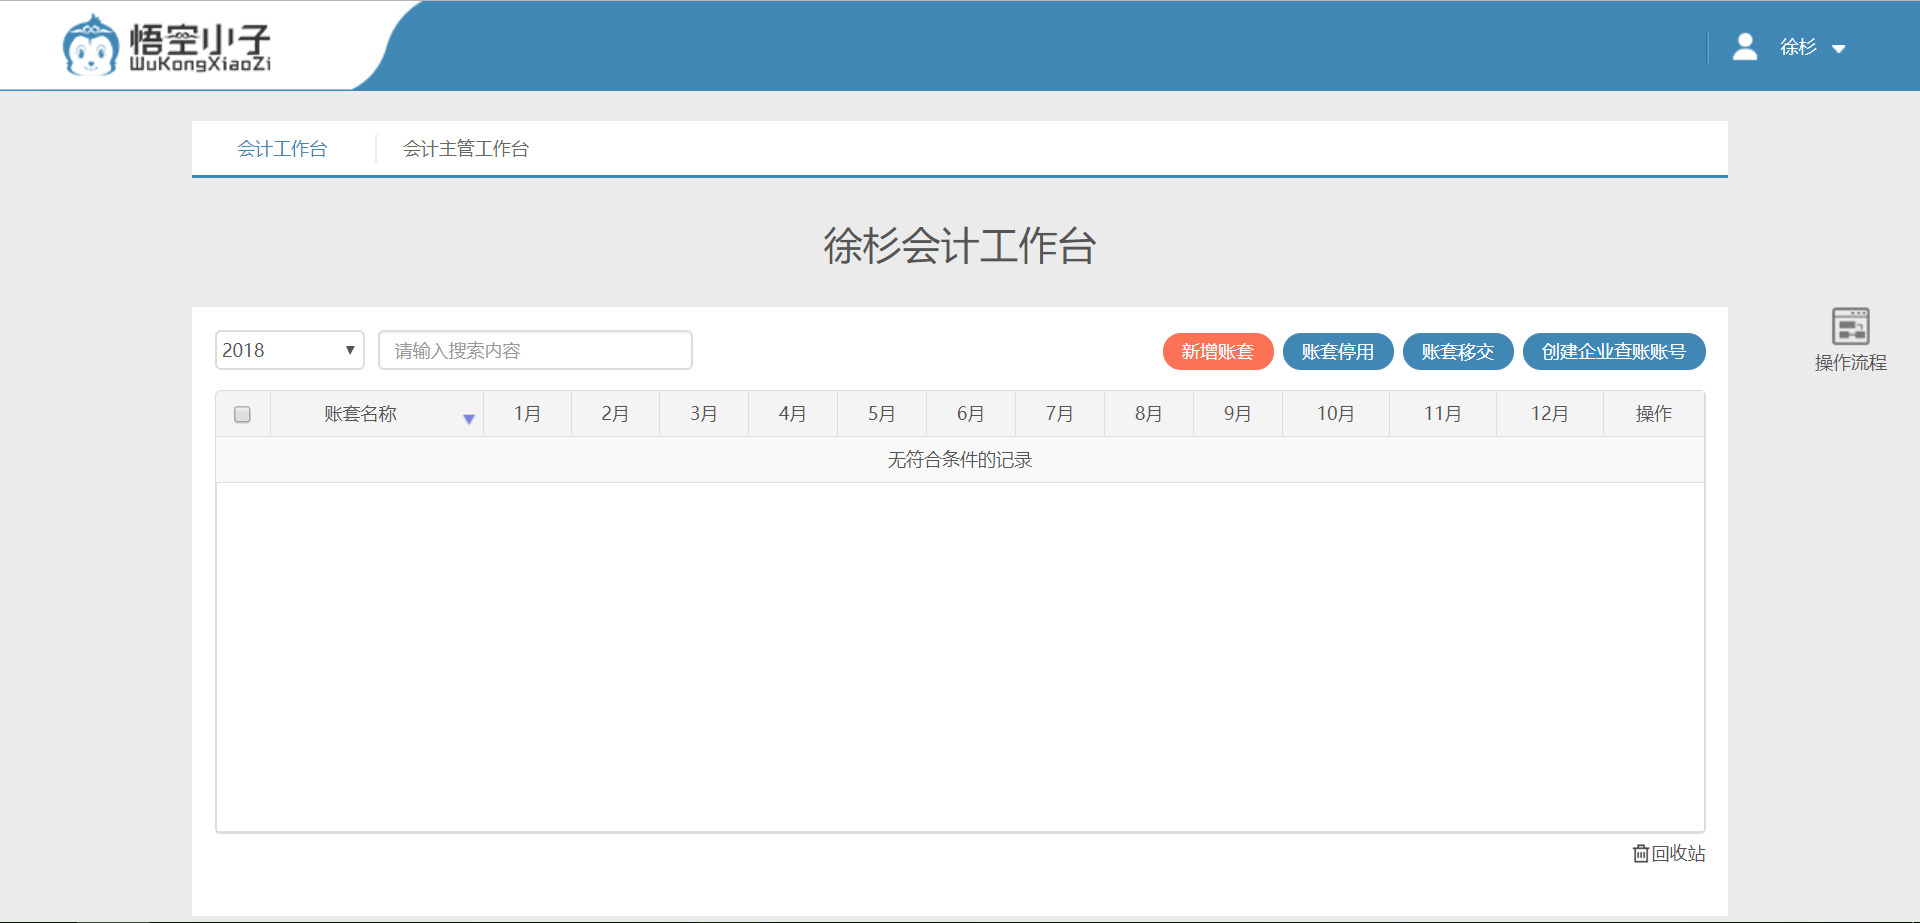 悟空小子
WuKongXiaoZi
徐杉
会计工作台 会计主管工作台
徐杉会计工作台
操作流程
2018 请输入搜索内容 新增账套 账套停用 账套移交 创建企业查账账号
账套名称 1月 2月 3月 4月 5月 6月 7月 8月 9月 10月 11月 12月 操作
无符合条件的记录
回收站